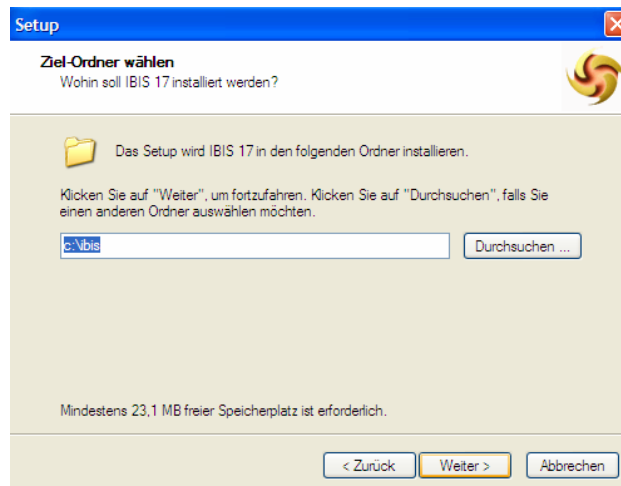 Setup
Ziel-Ordner wählen
Wohin soll IBIS 17 installiert werden?
Das Setup wird IBIS 17 in den folgenden Ordner installieren.
Klicken Sie auf "Weiter", um fortzufahren. Klicken Sie auf "Durchsuchen", falls Sie
einen anderen Ordner auswählen möchten.
c:\ibis
Durchsuchen ...
Mindestens 23,1 MB freier Speicherplatz ist erforderlich.
< Zurück
Weiter >
Abbrechen